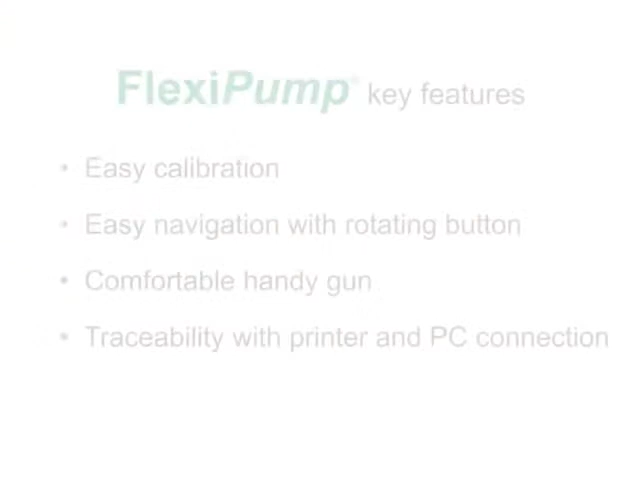 FlexiPump® key features
• Easy calibration
• Easy navigation with rotating button
• Comfortable handy gun
• Traceability with printer and PC connection